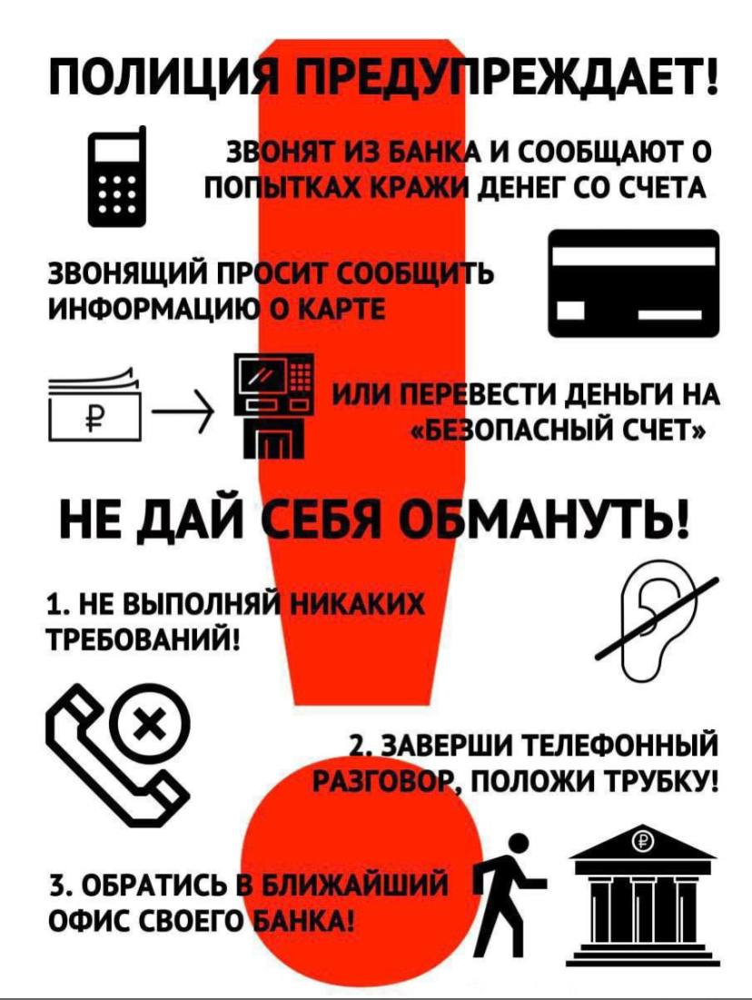 ПОЛИЦИЯ ПРЕДУПРЕЖДАЕТ!
ЗВОНЯТ ИЗ БАНКА И СООБЩАЮТ О
ПОПЫТКАХ КРАЖИ ДЕНЕГ СО СЧЕТА
ЗВОНЯЩИЙ ПРОСИТ СООБЩИТЬ
ИНФОРМАЦИЮ О КАРТЕ
₽
ИЛИ ПЕРЕВЕСТИ ДЕНЬГИ НА
«БЕЗОПАСНЫЙ СЧЕТ»
НЕ ДАЙ СЕБЯ ОБМАНУТЬ!
1. НЕ ВЫПОЛНЯЙ НИКАКИХ
ТРЕБОВАНИЙ!
2. ЗАВЕРШИ ТЕЛЕФОННЫЙ
РАЗГОВОР, ПОЛОЖИ ТРУБКУ!
₽
3. ОБРАТИСЬ В БЛИЖАЙШИЙ
ОФИС СВОЕГО БАНКА!